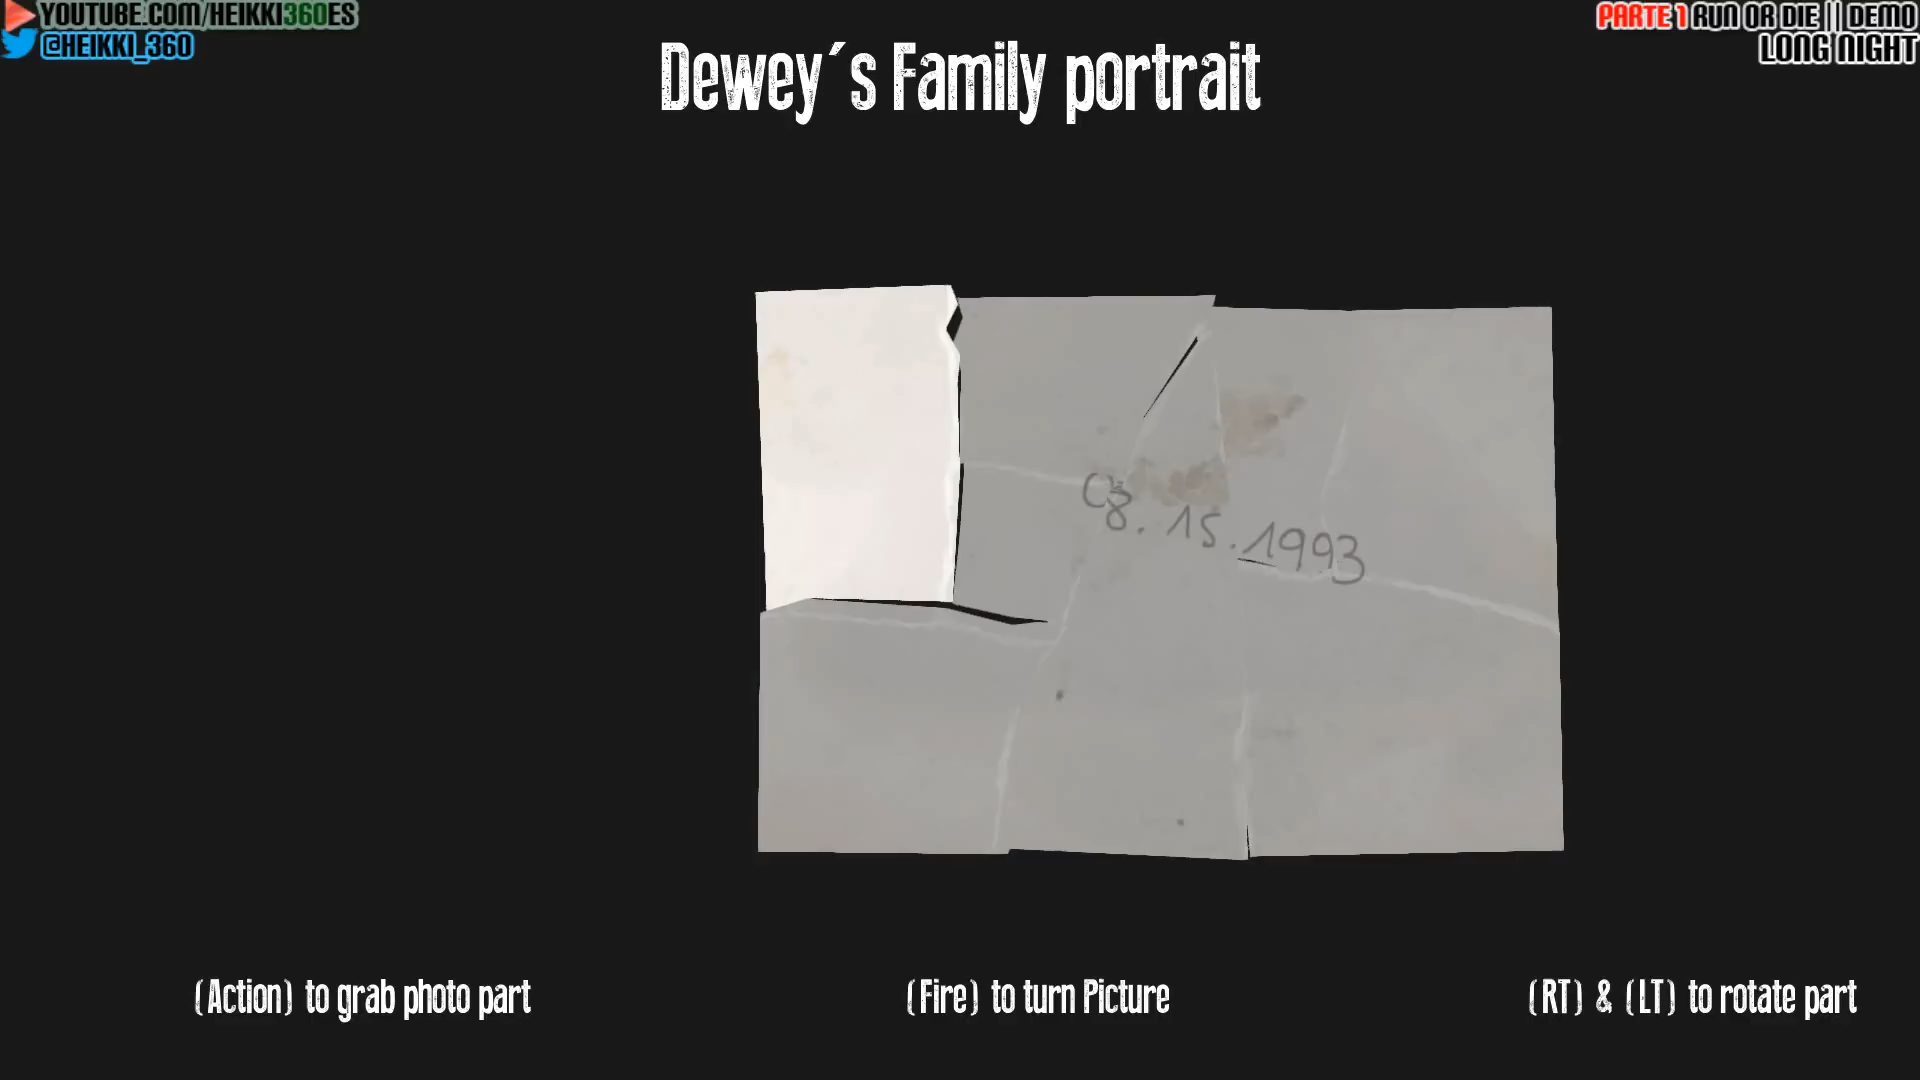 YOUTUBE.COM/HEIKKI360ES
@HEIKKI_360
PARTE 1 RUN OR DIE || DEMO
LONG NIGHT
Dewey´s Family portrait
8. 15. 1993
(Action) to grab photo part
(Fire) to turn Picture
(RT) & (LT) to rotate part